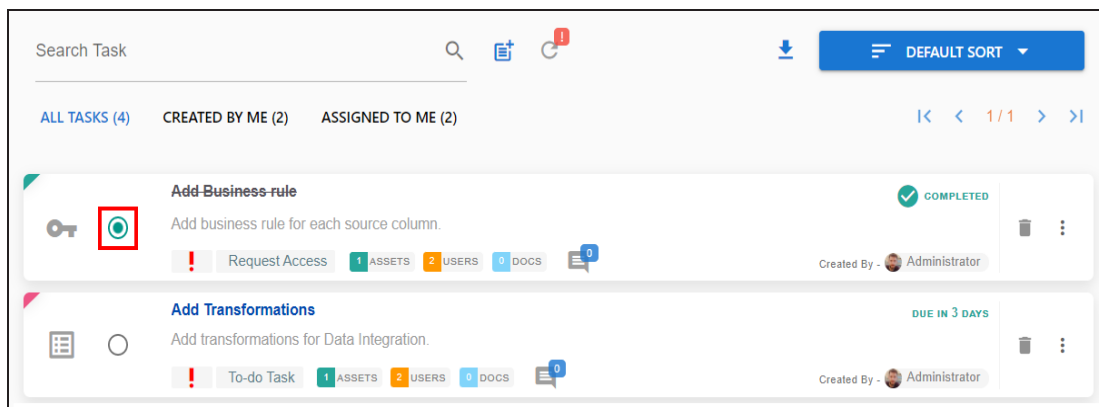 Search Task
!
DEFAULT SORT
ALL TASKS (4) CREATED BY ME (2) ASSIGNED TO ME (2)
1 / 1
Add Business rule
COMPLETED
Add business rule for each source column.
! Request Access 1 ASSETS 2 USERS 0 DOCS 0
Created By - Administrator
Add Transformations
DUE IN 3 DAYS
Add transformations for Data Integration.
! To-do Task 1 ASSETS 2 USERS 0 DOCS 0
Created By - Administrator